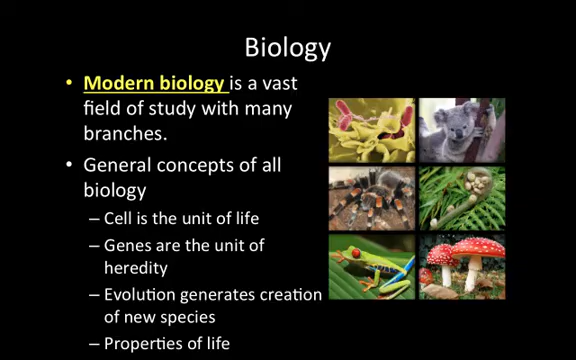 Biology
• Modern biology is a vast
field of study with many
branches.
• General concepts of all
biology
– Cell is the unit of life
– Genes are the unit of
heredity
– Evolution generates creation
of new species
– Properties of life